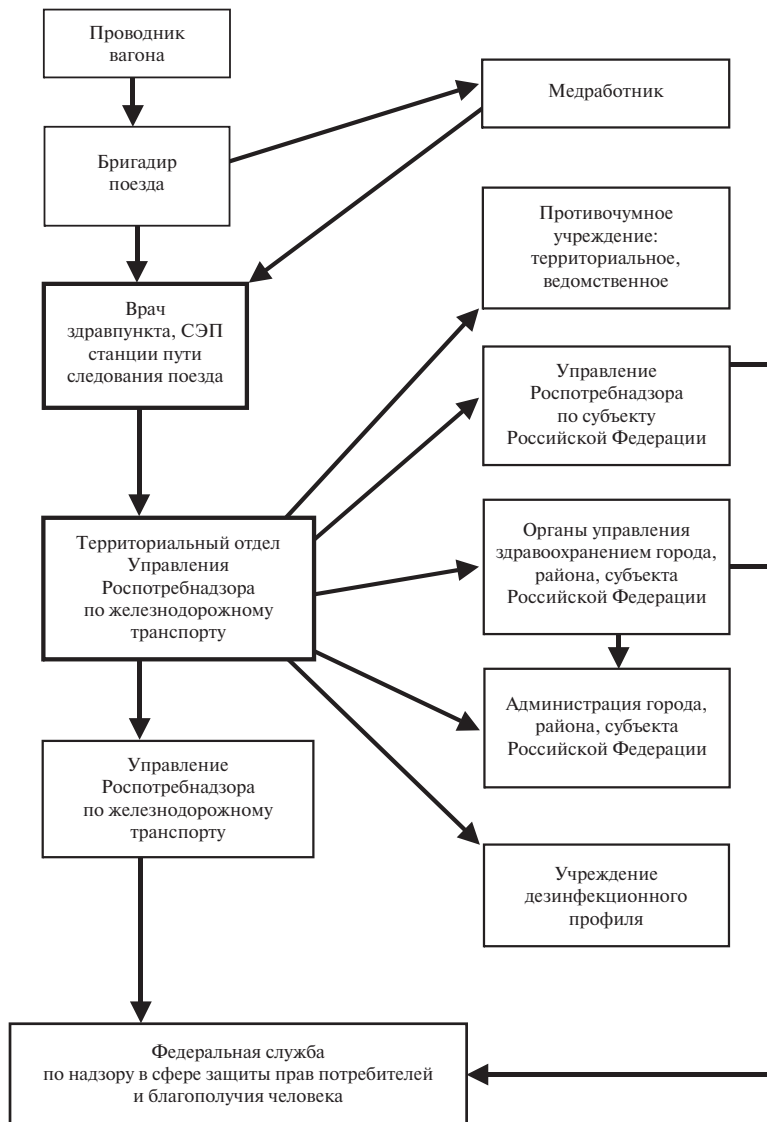 Проводник
вагона
Медработник
Бригадир
поезда
Противочумное
учреждение:
территориальное,
ведомственное
Врач
здравпункта, СЭП
станции пути
следования поезда
Управление
Роспотребнадзора
по субъекту
Российской Федерации
Территориальный отдел
Управления
Роспотребнадзора
по железнодорожному
транспорту
Органы управления
здравоохранением города,
района, субъекта
Российской Федерации
Администрация города,
района, субъекта
Российской Федерации
Управление
Роспотребнадзора
по железнодорожному
транспорту
Учреждение
дезинфекционного
профиля
Федеральная служба
по надзору в сфере защиты прав потребителей
и благополучия человека